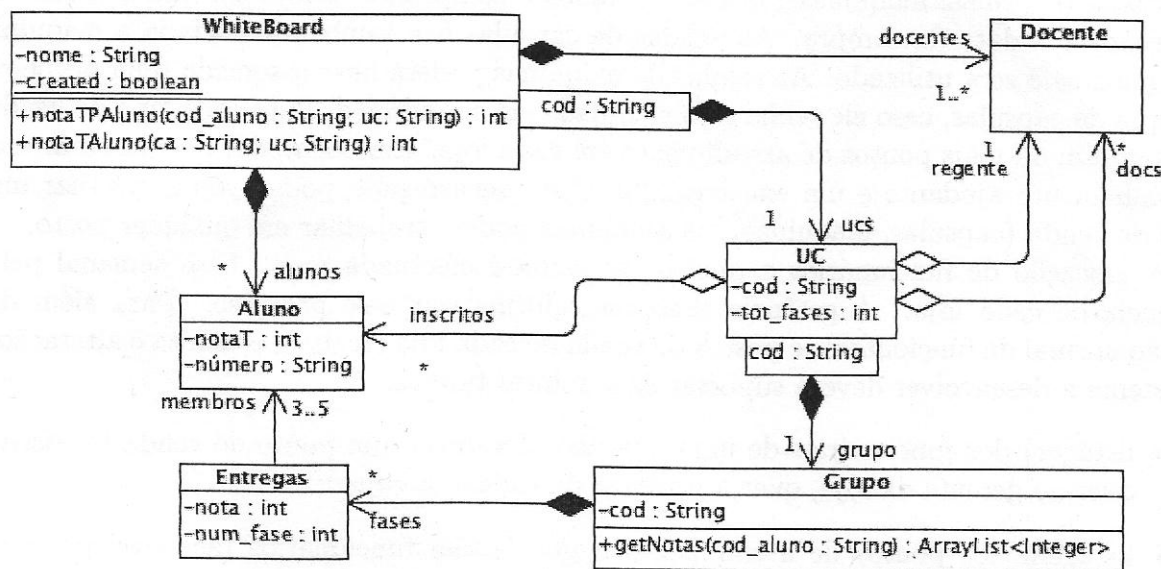 WhiteBoard
-nome : String
-created : boolean
+notaTPAluno(cod_aluno : String; uc: String) : int
+notaTAluno(ca : String; uc: String) : int
docentes
1..*
Docente
cod : String
1
regente
*
docs
1
ucs
*
alunos
UC
-cod : String
-tot_fases : int
cod : String
inscritos
*
Aluno
-notaT : int
-número : String
membros
3..5
1
grupo
Entregas
-nota : int
-num_fase : int
*
fases
Grupo
-cod : String
+getNotas(cod_aluno : String) : ArrayList<Integer>